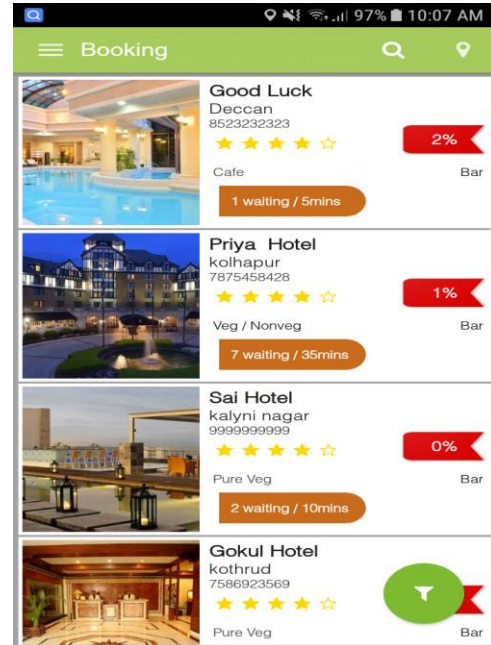 97% 10:07 AM
Booking
Good Luck
Deccan
8523232323
2%
Cafe
Bar
1 waiting / 5mins
Priya Hotel
kolhapur
7875458428
1%
Veg / Nonveg
Bar
7 waiting / 35mins
Sai Hotel
kalyni nagar
9999999999
0%
Pure Veg
Bar
2 waiting / 10mins
Gokul Hotel
kothrud
7586923569
Pure Veg
Bar